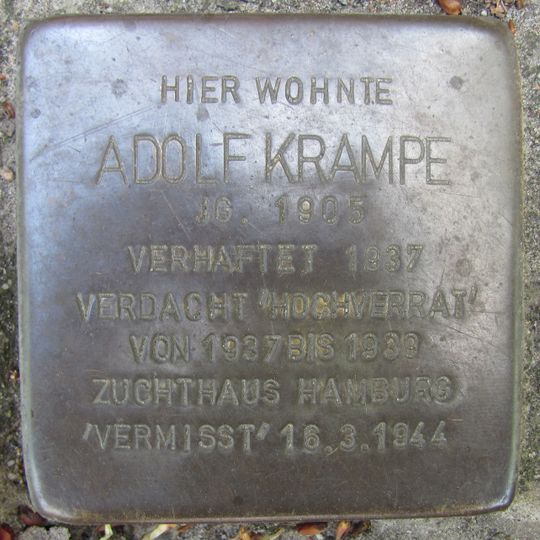 HIER WOHNTE
ADOLF KRAMPE
JG. 1905
VERHAFTET 1937
VERDACHT 'HOCHVERRAT'
VON 1937 BIS 1939
ZUCHTHAUS HAMBURG
'VERMISST' 16.3.1944